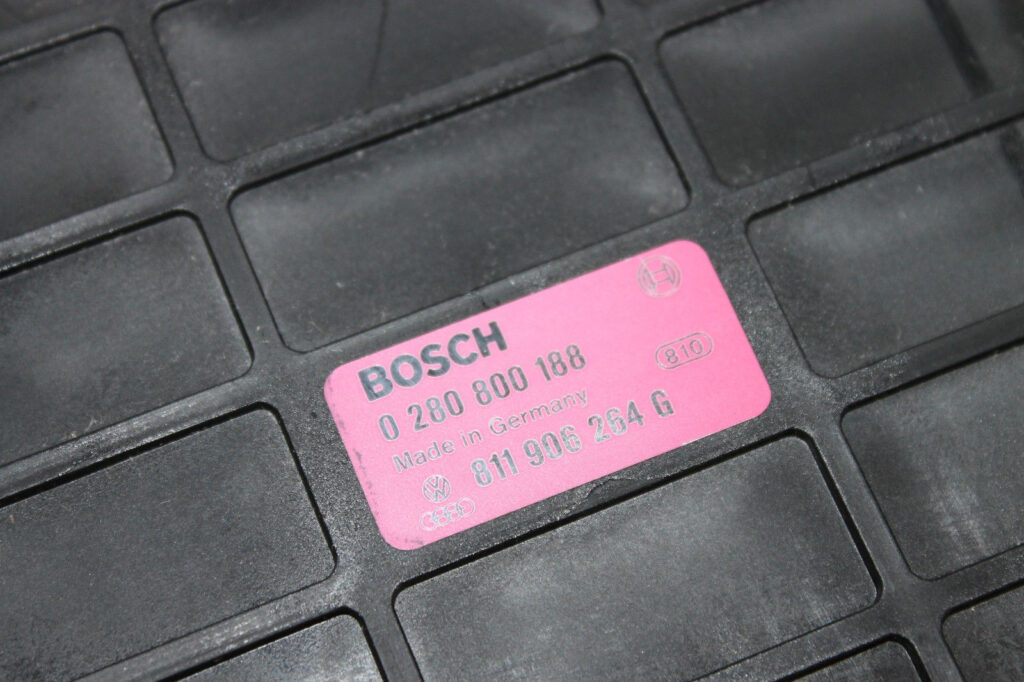 BOSCH
0 280 800 188
810
Made in Germany
811 906 264 G